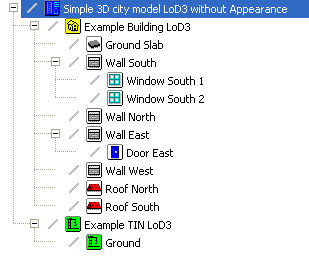 Simple 3D city model LoD3 without Appearance
Example Building LoD3
Ground Slab
Wall South
Window South 1
Window South 2
Wall North
Wall East
Door East
Wall West
Roof North
Roof South
Example TIN LoD3
Ground